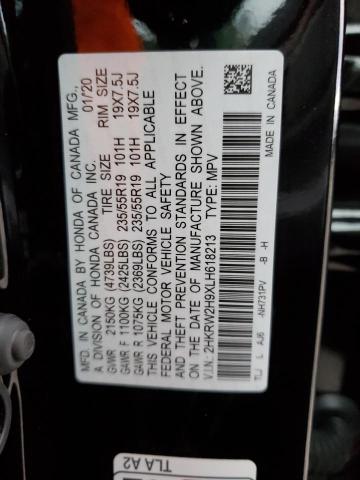 MFD. IN CANADA BY HONDA OF CANADA MFG.,
A DIVISION OF HONDA CANADA INC. 01/20
TIRE SIZE RIM SIZE
GVWR 2150KG (4739LBS)
GAWR F 1100KG (2425LBS) 235/55R19 101H 19X7.5J
GAWR R 1075KG (2369LBS) 235/55R19 101H 19X7.5J
THIS VEHICLE CONFORMS TO ALL APPLICABLE
FEDERAL MOTOR VEHICLE SAFETY
AND THEFT PREVENTION STANDARDS IN EFFECT
ON THE DATE OF MANUFACTURE SHOWN ABOVE.
V.I.N.: 2HKRW2H9XLH618213 TYPE: MPV
TLJ L AJ6 -NH731PV -B -H MADE IN CANADA
TLA A2